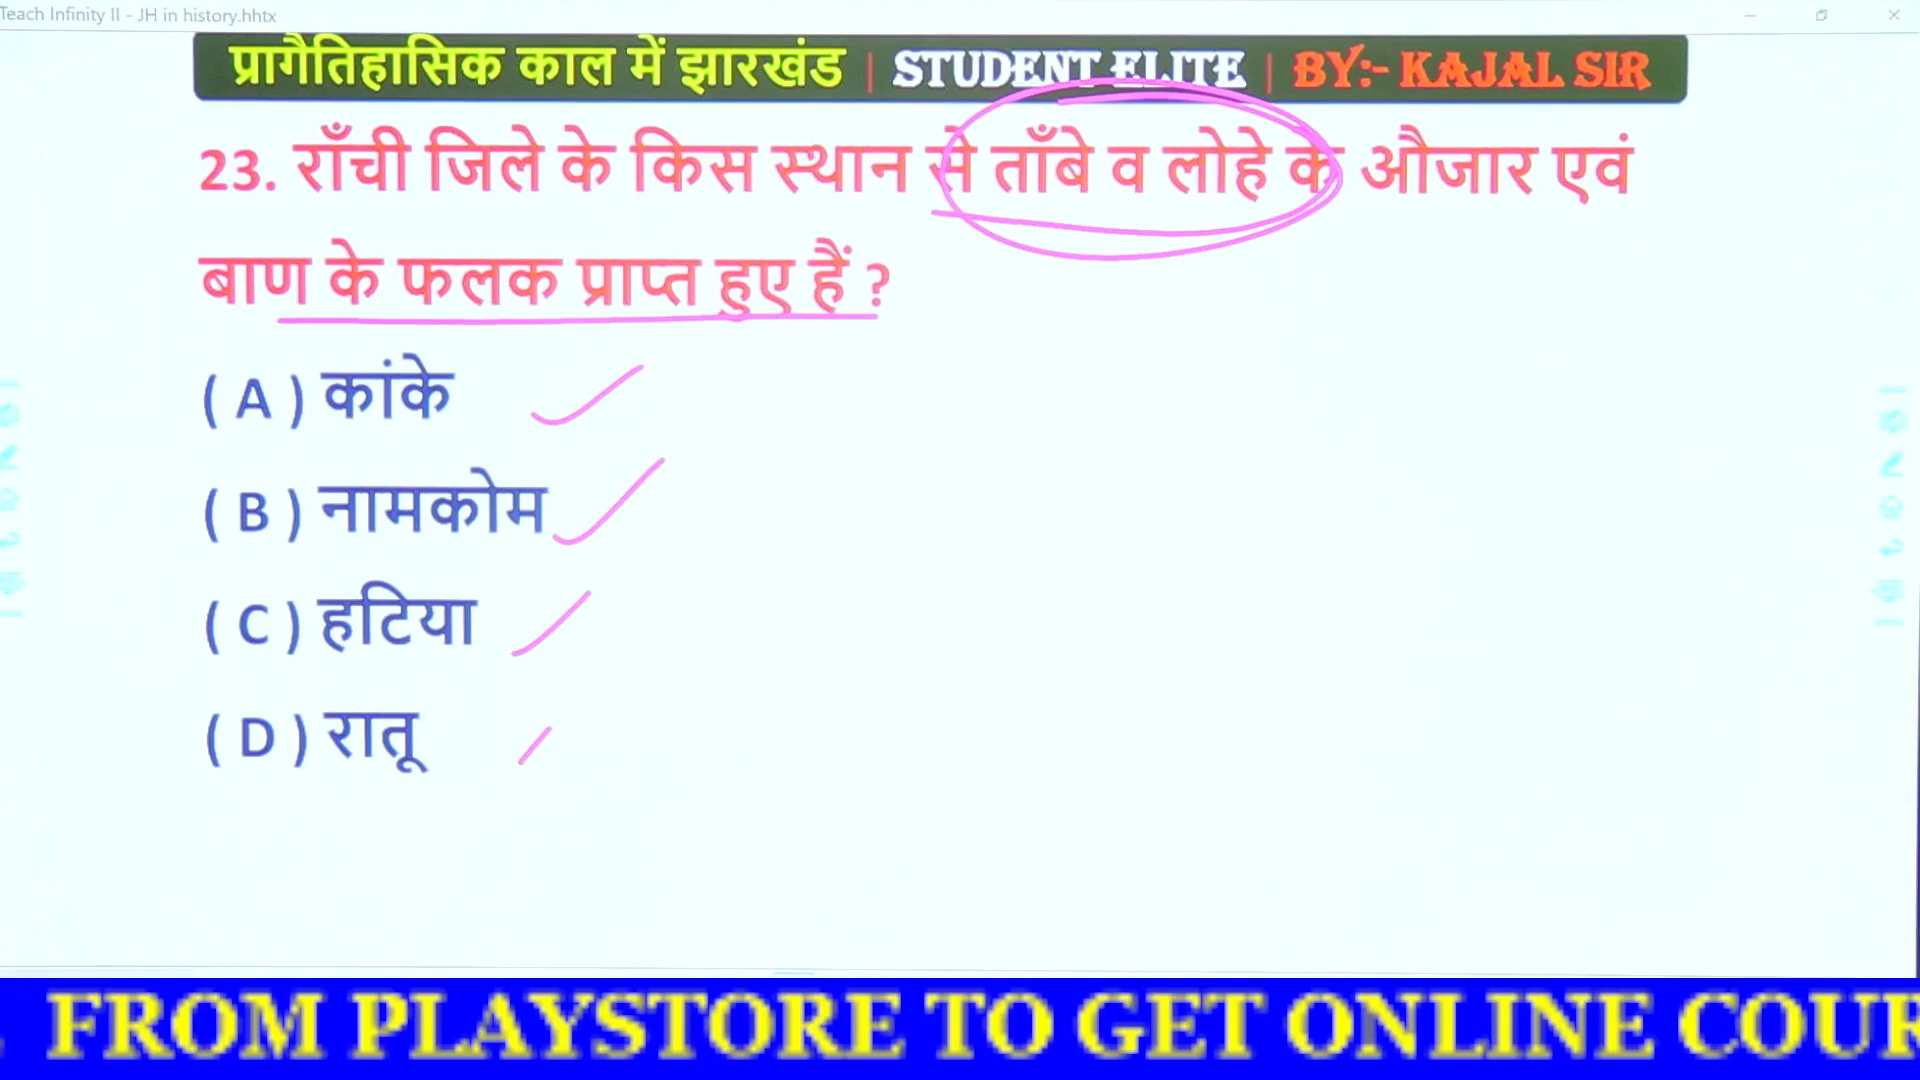 Teach Infinity II - JH in history.hhtx
प्रागैतिहासिक काल में झारखंड | STUDENT ELITE | BY:- KAJAL SIR
23. राँची जिले के किस स्थान से ताँबे व लोहे के औजार एवं
बाण के फलक प्राप्त हुए हैं ?
( A ) कांके
( B ) नामकोम
( C ) हटिया
( D ) रातू
FROM PLAYSTORE TO GET ONLINE COUR